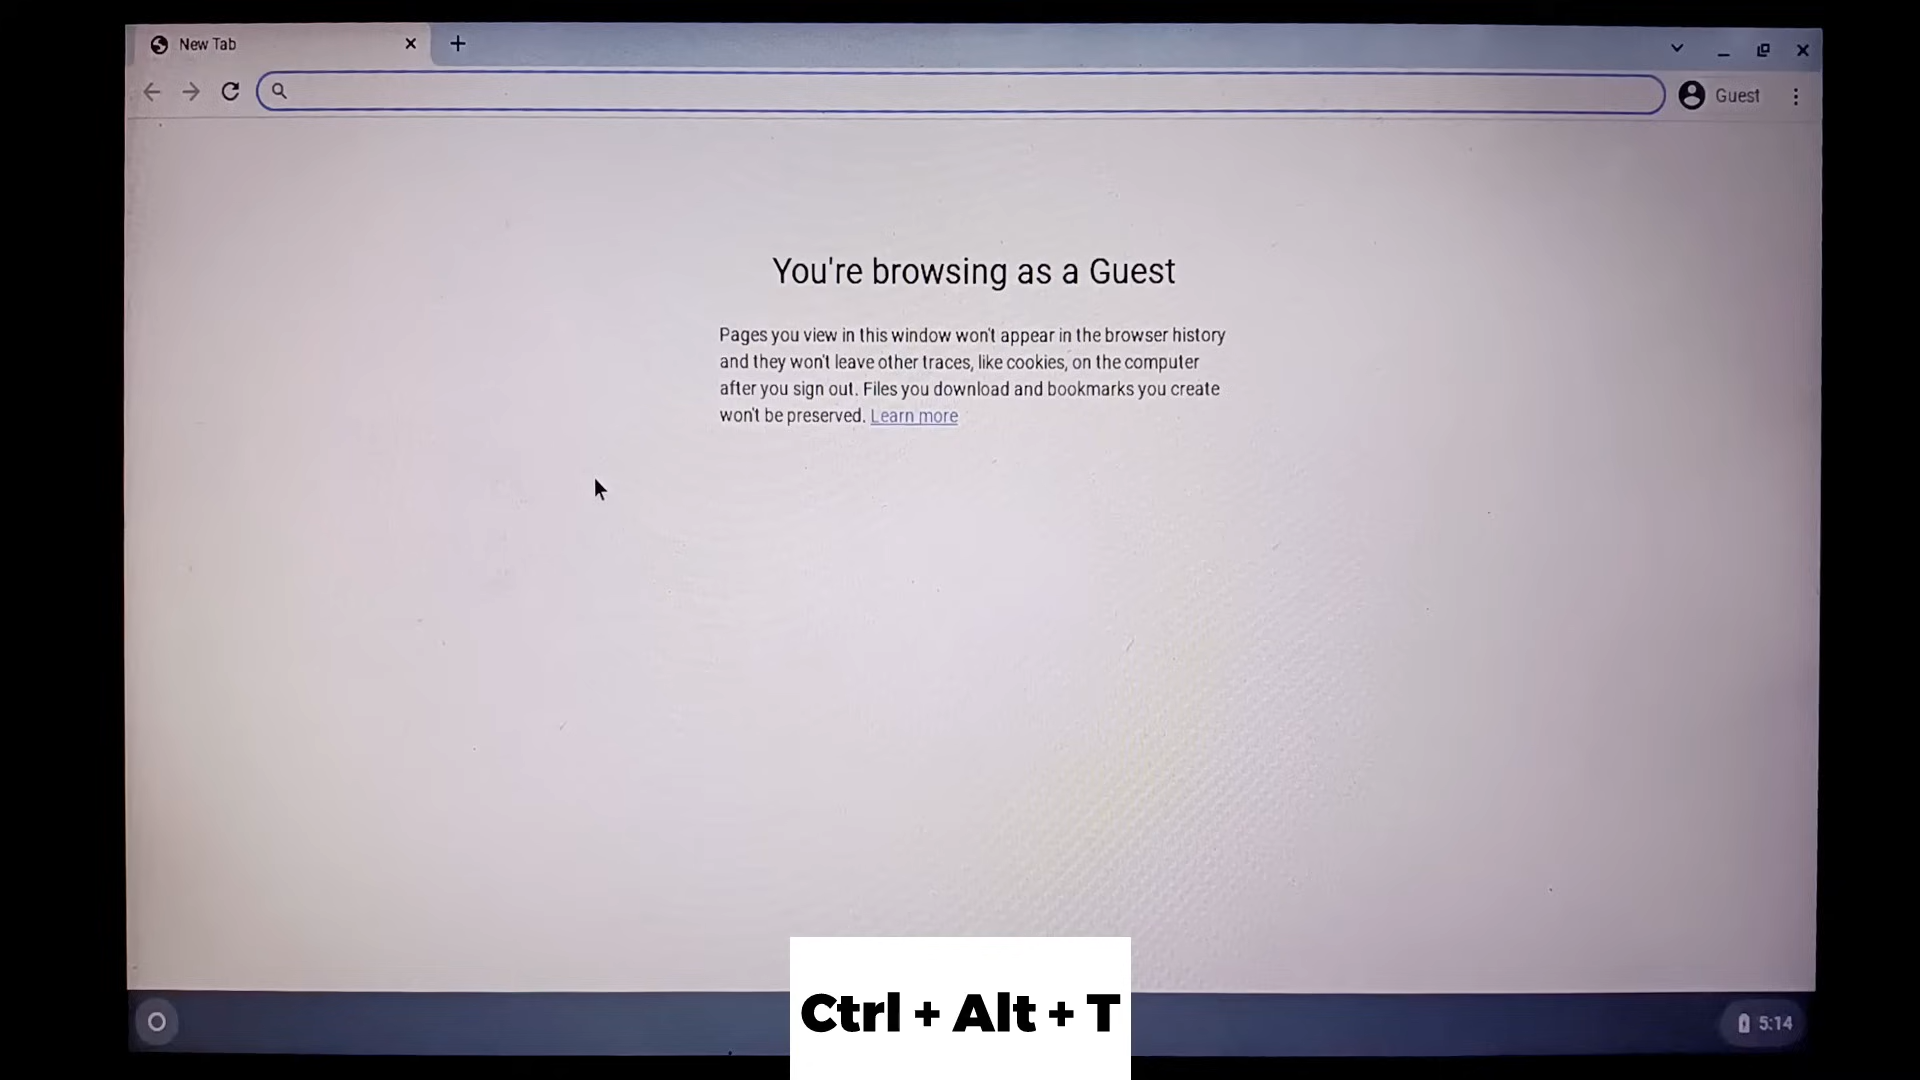 New Tab
Guest
You're browsing as a Guest
Pages you view in this window won't appear in the browser history
and they won't leave other traces, like cookies, on the computer
after you sign out. Files you download and bookmarks you create
won't be preserved. Learn more
Ctrl + Alt + T
5:14